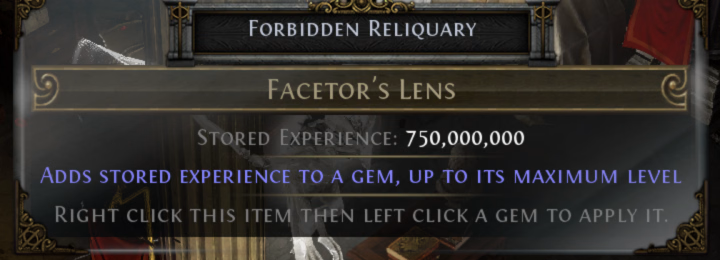 Forbidden Reliquary
Facetor's Lens
Stored Experience: 750,000,000
Adds stored experience to a gem, up to its maximum level
Right click this item then left click a gem to apply it.